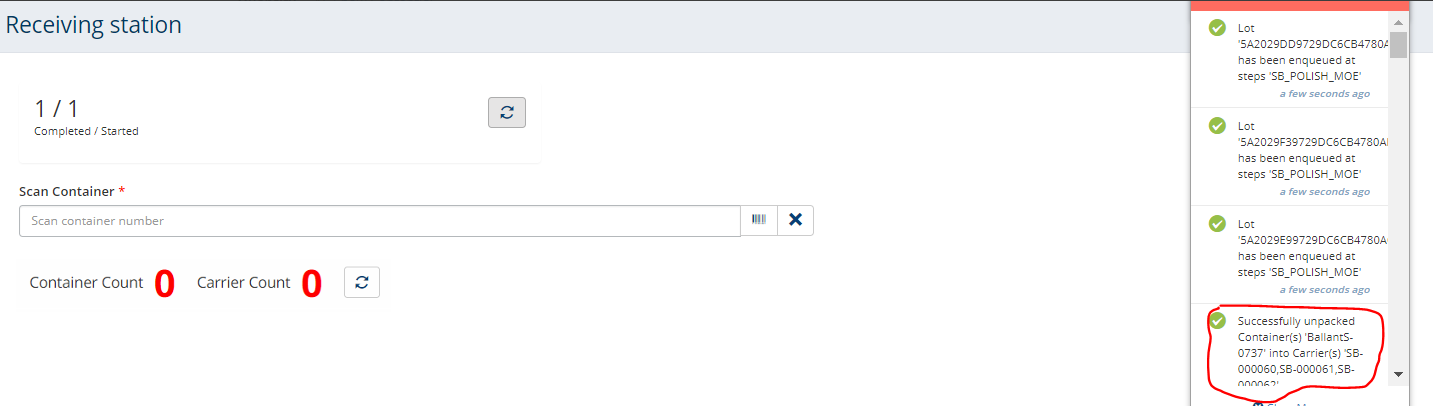 Receiving station
1 / 1
Completed / Started
Scan Container *
Scan container number
Container Count 0 Carrier Count 0
Lot
'5A2029DD9729DC6CB4780A
has been enqueued at
steps 'SB_POLISH_MOE'
a few seconds ago
Lot
'5A2029F39729DC6CB4780A
has been enqueued at
steps 'SB_POLISH_MOE'
a few seconds ago
Lot
'5A2029E99729DC6CB4780A
has been enqueued at
steps 'SB_POLISH_MOE'
a few seconds ago
Successfully unpacked
Container(s) 'BallantS-
0737' into Carrier(s) 'SB-
000060,SB-000061,SB-
000062'